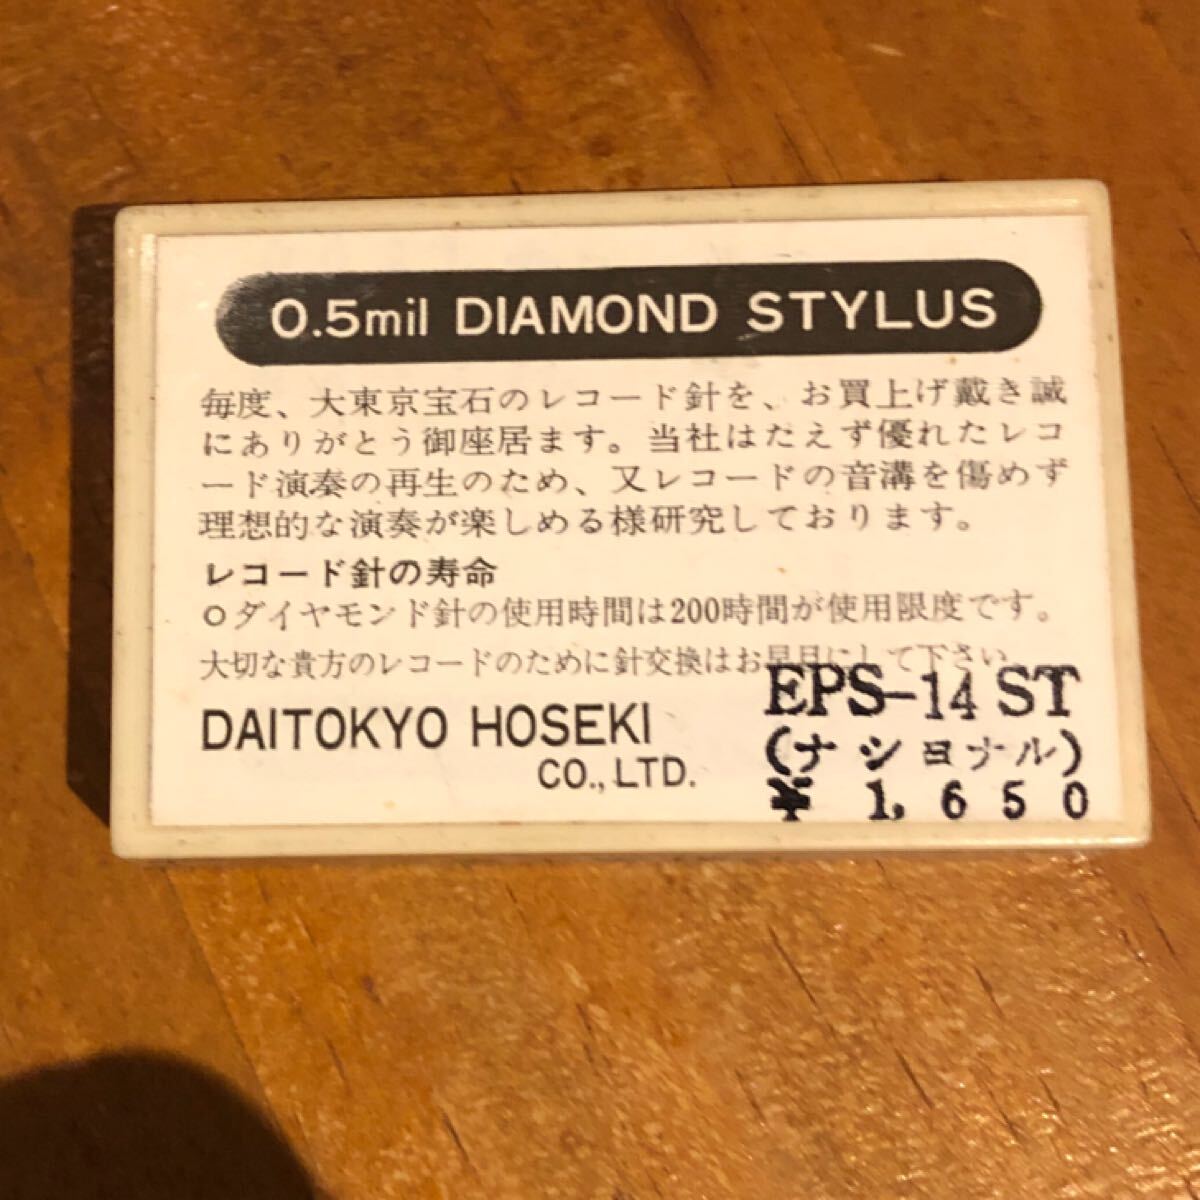 0.5mil DIAMOND STYLUS
毎度、大東京宝石のレコード針を、お買上げ戴き誠
にありがとう御座居ます。当社はたえず優れたレコ
ード演奏の再生のため、又レコードの音溝を傷めず
理想的な演奏が楽しめる様研究しております。
レコード針の寿命
○ダイヤモンド針の使用時間は200時間が使用限度です。
大切な貴方のレコードのために針交換はお早目にして下さい。
DAITOKYO HOSEKI
CO., LTD.
EPS-14 ST
(ナショナル)
¥ 1,650